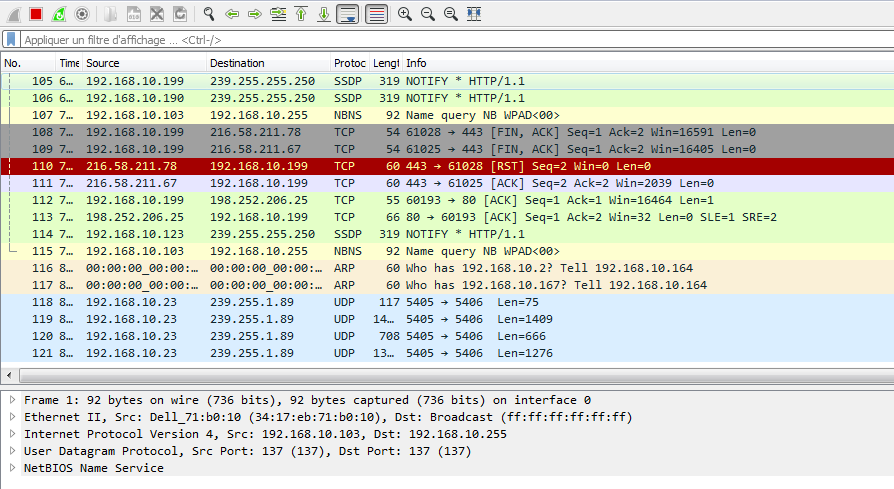 Appliquer un filtre d'affichage ... <Ctrl-/>
No. Time Source Destination Protoc Lengt Info
105 6... 192.168.10.199 239.255.255.250 SSDP 319 NOTIFY * HTTP/1.1
106 6... 192.168.10.190 239.255.255.250 SSDP 319 NOTIFY * HTTP/1.1
107 7... 192.168.10.103 192.168.10.255 NBNS 92 Name query NB WPAD<00>
108 7... 192.168.10.199 216.58.211.78 TCP 54 61028 → 443 [FIN, ACK] Seq=1 Ack=2 Win=16591 Len=0
109 7... 192.168.10.199 216.58.211.67 TCP 54 61025 → 443 [FIN, ACK] Seq=1 Ack=2 Win=16405 Len=0
110 7... 216.58.211.78 192.168.10.199 TCP 60 443 → 61028 [RST] Seq=2 Win=0 Len=0
111 7... 216.58.211.67 192.168.10.199 TCP 60 443 → 61025 [ACK] Seq=2 Ack=2 Win=2039 Len=0
112 7... 192.168.10.199 198.252.206.25 TCP 55 60193 → 80 [ACK] Seq=1 Ack=1 Win=16464 Len=1
113 7... 198.252.206.25 192.168.10.199 TCP 66 80 → 60193 [ACK] Seq=1 Ack=2 Win=32 Len=0 SLE=1 SRE=2
114 7... 192.168.10.123 239.255.255.250 SSDP 319 NOTIFY * HTTP/1.1
115 7... 192.168.10.103 192.168.10.255 NBNS 92 Name query NB WPAD<00>
116 8... 00:00:00_00:00:... 00:00:00_00:00:... ARP 60 Who has 192.168.10.2? Tell 192.168.10.164
117 8... 00:00:00_00:00:... 00:00:00_00:00:... ARP 60 Who has 192.168.10.167? Tell 192.168.10.164
118 8... 192.168.10.23 239.255.1.89 UDP 117 5405 → 5406 Len=75
119 8... 192.168.10.23 239.255.1.89 UDP 14... 5405 → 5406 Len=1409
120 8... 192.168.10.23 239.255.1.89 UDP 708 5405 → 5406 Len=666
121 8... 192.168.10.23 239.255.1.89 UDP 13... 5405 → 5406 Len=1276
Frame 1: 92 bytes on wire (736 bits), 92 bytes captured (736 bits) on interface 0
Ethernet II, Src: Dell_71:b0:10 (34:17:eb:71:b0:10), Dst: Broadcast (ff:ff:ff:ff:ff:ff)
Internet Protocol Version 4, Src: 192.168.10.103, Dst: 192.168.10.255
User Datagram Protocol, Src Port: 137 (137), Dst Port: 137 (137)
NetBIOS Name Service